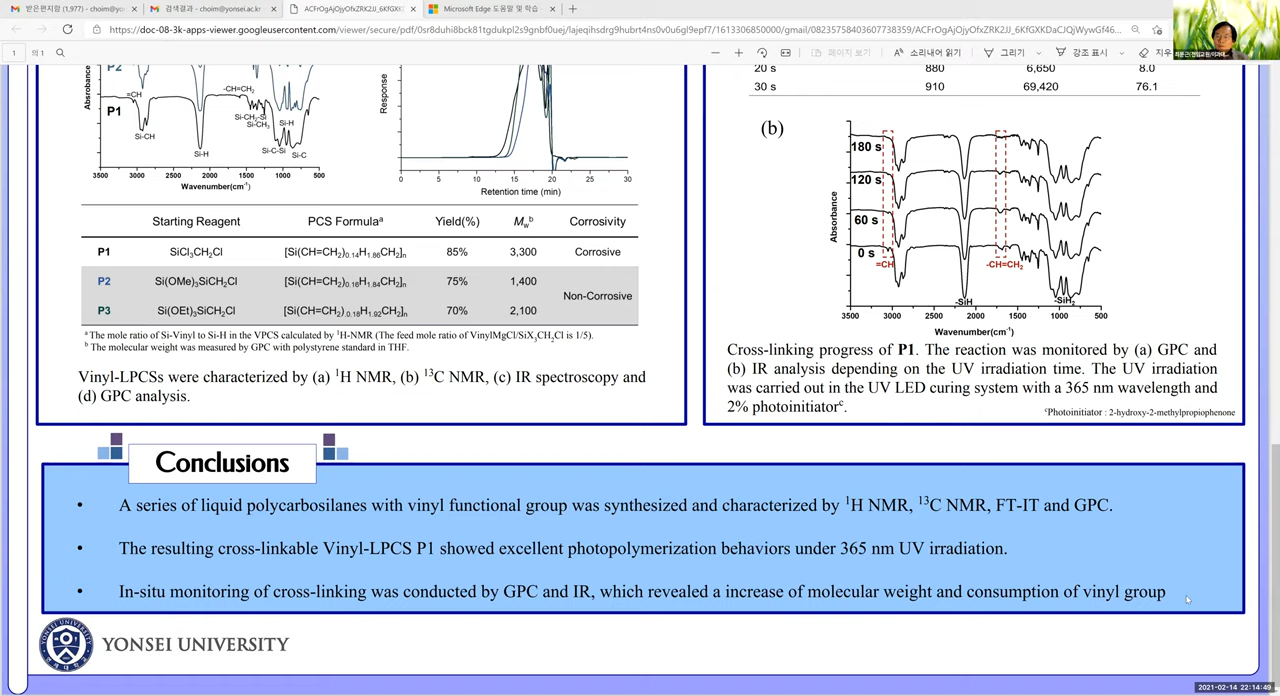 받은편지함 (1,977) - choim@yo
검색결과 - choim@yonsei.ac.kr
ACFrOgAjOjyOfxZRK2JJ_6KfGXK
Microsoft Edge 도움말 및 학습 -
https://doc-08-3k-apps-viewer.googleusercontent.com/viewer/secure/pdf/0sr8duhi8bck81tgdukpl2s9gnbf0uej/lajeqihsdrg9hubrt4ns0v0u6gl9epf7/1613306850000/gmail/08235758403607738359/ACFrOgAjOjyOfxZRK2JJ_6KfGXKDaCJQjWywGf46...
1 의 1
페이지 보기 소리내어 읽기 그리기 강조 표시 지우
P2
P1
Absrobance
=CH
-CH=CH₂
Si-CH₂-Si
Si-CH₃
Si-H
Si-CH
Si-H
Si-C-Si
Si-C
3500 3000 2500 2000 1500 1000 500
Wavenumber(cm⁻¹)
Response
0 5 10 15 20 25 30
Retention time (min)
Starting Reagent PCS Formulaᵃ Yield(%) Mwᵇ Corrosivity
P1 SiCl₃CH₂Cl [Si(CH=CH₂)₀.₁₄H₁.₈₆CH₂]ₙ 85% 3,300 Corrosive
P2 Si(OMe)₃SiCH₂Cl [Si(CH=CH₂)₀.₁₆H₁.₈₄CH₂]ₙ 75% 1,400
Non-Corrosive
P3 Si(OEt)₃SiCH₂Cl [Si(CH=CH₂)₀.₁₈H₁.₉₂CH₂]ₙ 70% 2,100
ᵃ The mole ratio of Si-Vinyl to Si-H in the VPCS calculated by ¹H-NMR (The feed mole ratio of VinylMgCl/SiX₃CH₂Cl is 1/5).
ᵇ The molecular weight was measured by GPC with polystyrene standard in THF.
Vinyl-LPCSs were characterized by (a) ¹H NMR, (b) ¹³C NMR, (c) IR spectroscopy and
(d) GPC analysis.
20 s 880 6,650 8.0
30 s 910 69,420 76.1
(b)
Absorbance
180 s
120 s
60 s
0 s
=CH
-CH=CH₂
-SiH
-SiH₂
3500 3000 2500 2000 1500 1000 500
Wavenumber(cm⁻¹)
Cross-linking progress of P1. The reaction was monitored by (a) GPC and
(b) IR analysis depending on the UV irradiation time. The UV irradiation
was carried out in the UV LED curing system with a 365 nm wavelength and
2% photoinitiatorᶜ.
ᶜPhotoinitiator : 2-hydroxy-2-methylpropiophenone
Conclusions
• A series of liquid polycarbosilanes with vinyl functional group was synthesized and characterized by ¹H NMR, ¹³C NMR, FT-IT and GPC.
• The resulting cross-linkable Vinyl-LPCS P1 showed excellent photopolymerization behaviors under 365 nm UV irradiation.
• In-situ monitoring of cross-linking was conducted by GPC and IR, which revealed a increase of molecular weight and consumption of vinyl group
YONSEI UNIVERSITY
2021-02-14 22:14:49